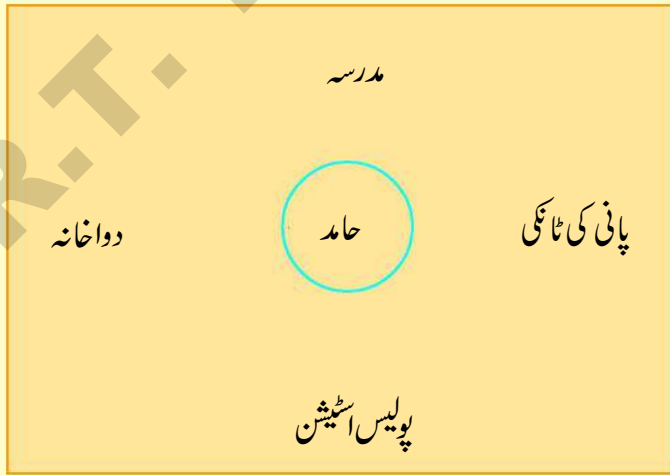 R.T.
مدرسہ
پانی کی ٹانکی
حامد
دواخانہ
پولیس اسٹیشن